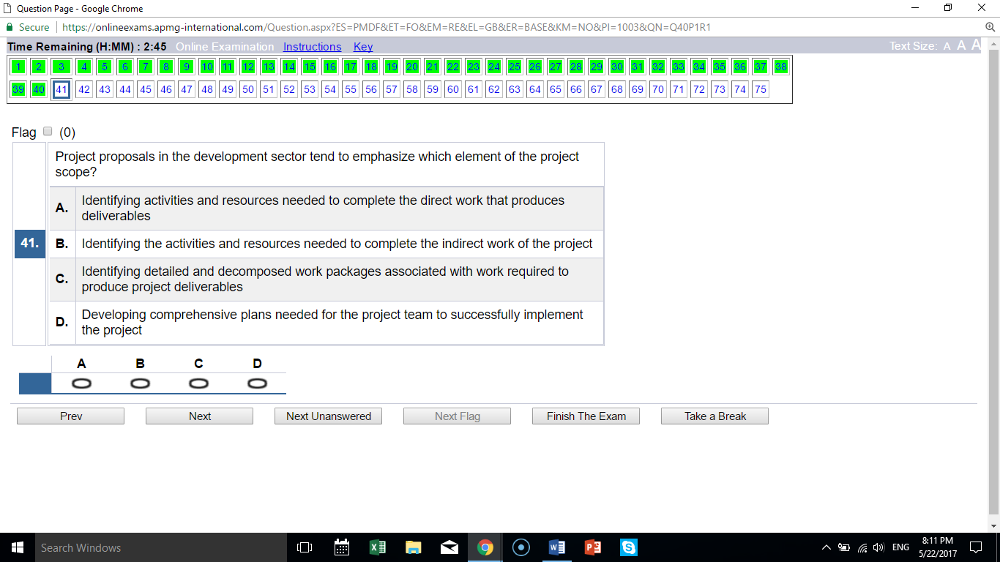 Question Page - Google Chrome
Secure https://onlineexams.apmg-international.com/Question.aspx?ES=PMDF&ET=FO&EM=RE&EL=GB&ER=BASE&KM=NO&PI=1003&QN=Q40P1R1
Time Remaining (H:MM) : 2:45 Online Examination Instructions Key Text Size: A A A
1 2 3 4 5 6 7 8 9 10 11 12 13 14 15 16 17 18 19 20 21 22 23 24 25 26 27 28 29 30 31 32 33 34 35 36 37 38
39 40 41 42 43 44 45 46 47 48 49 50 51 52 53 54 55 56 57 58 59 60 61 62 63 64 65 66 67 68 69 70 71 72 73 74 75
Flag (0)
Project proposals in the development sector tend to emphasize which element of the project
scope?
A. Identifying activities and resources needed to complete the direct work that produces
deliverables
41. B. Identifying the activities and resources needed to complete the indirect work of the project
C. Identifying detailed and decomposed work packages associated with work required to
produce project deliverables
D. Developing comprehensive plans needed for the project team to successfully implement
the project
A B C D
Prev Next Next Unanswered Next Flag Finish The Exam Take a Break
Search Windows ENG 8:11 PM
5/22/2017